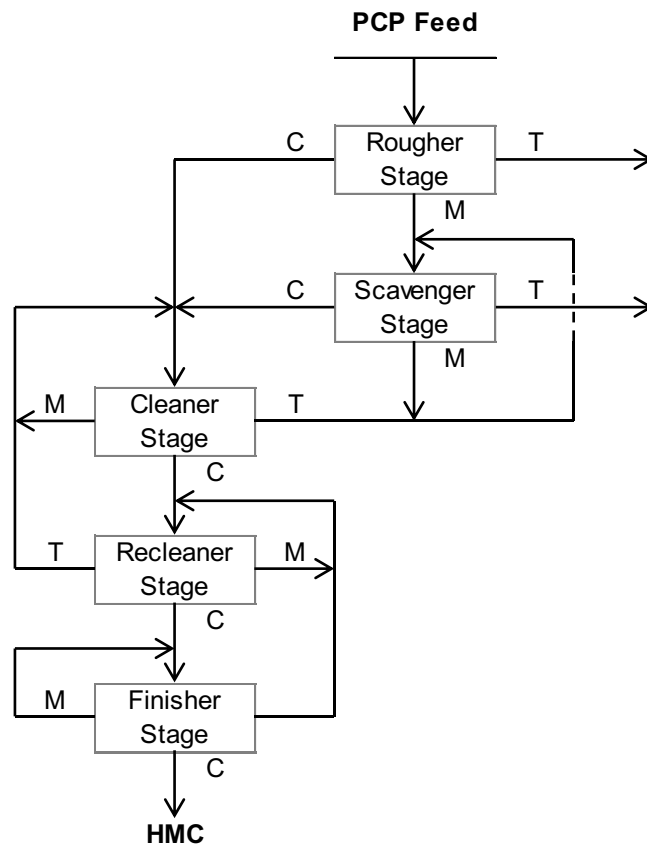 PCP Feed
C
Rougher
Stage
T
M
C
Scavenger
Stage
T
M
M
Cleaner
Stage
T
C
T
Recleaner
Stage
M
C
M
Finisher
Stage
C
HMC